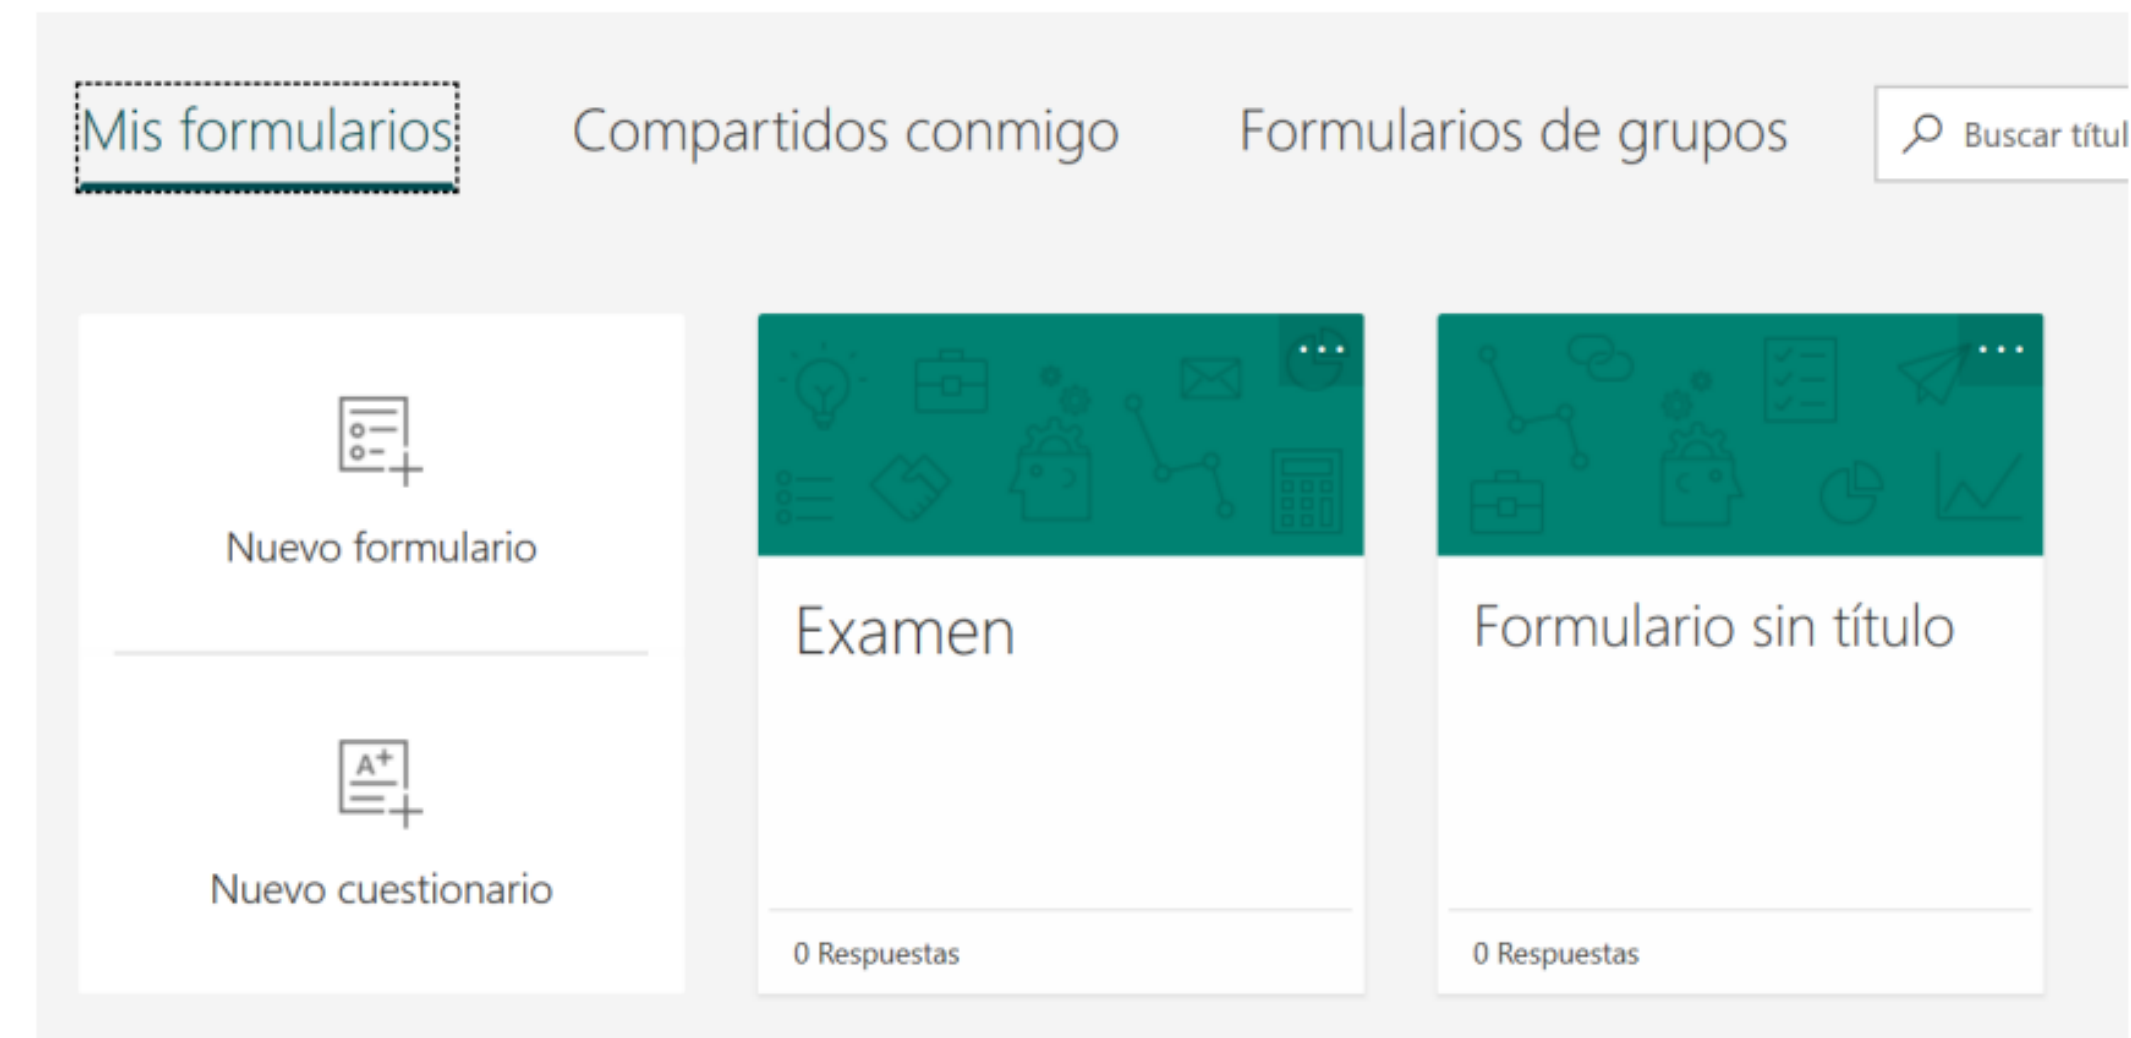 Mis formularios
Compartidos conmigo
Formularios de grupos
Buscar títul
Nuevo formulario
A+
Nuevo cuestionario
Examen
0 Respuestas
Formulario sin título
0 Respuestas